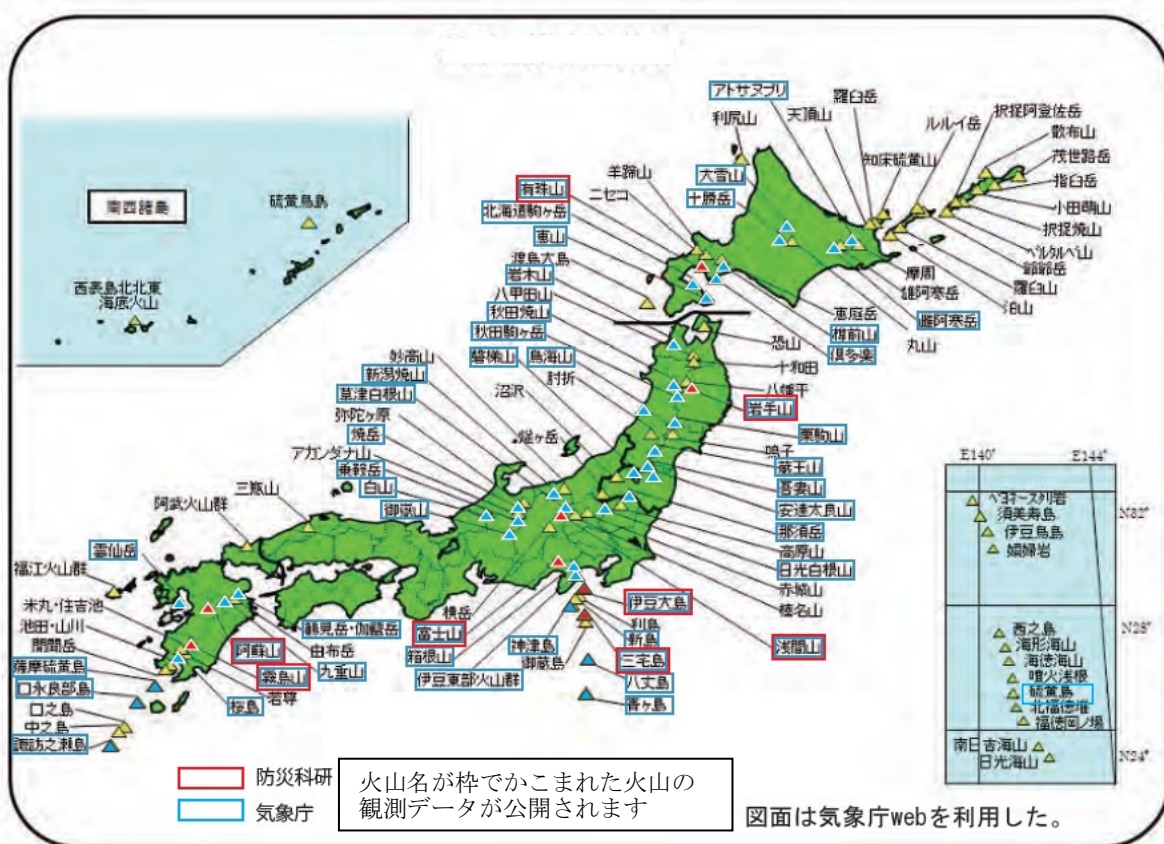 南西諸島
硫黄鳥島
西表島北北東
海底火山
アトサヌプリ
羅臼岳
天頂山
利尻山
ルルイ岳
択捉阿登佐岳
散布山
知床硫黄山
茂世路岳
指臼岳
小田萌山
択捉焼山
ベルタルベ山
爺爺岳
羅臼山
泊山
羊蹄山
大雪山
有珠山
ニセコ
十勝岳
北海道駒ヶ岳
恵山
渡島大島
岩木山
八甲田山
秋田焼山
秋田駒ヶ岳
摩周
雄阿寒岳
雌阿寒岳
丸山
恵庭岳
樽前山
倶多楽
恐山
十和田
八幡平
岩手山
栗駒山
鳴子
蔵王山
吾妻山
安達太良山
那須岳
高原山
日光白根山
赤城山
榛名山
浅間山
磐梯山
鳥海山
肘折
沼沢
妙高山
新潟焼山
草津白根山
弥陀ヶ原
焼岳
アカンダナ山
乗鞍岳
白山
御嶽山
三瓶山
阿武火山群
雲仙岳
福江火山群
米丸・住吉池
池田・山川
開聞岳
薩摩硫黄島
口永良部島
口之島
中之島
諏訪之瀬島
鶴見岳・伽藍岳
由布岳
九重山
阿蘇山
霧島山
若尊
桜島
横岳
富士山
箱根山
伊豆東部火山群
伊豆大島
利島
新島
神津島
三宅島
御蔵島
八丈島
青ヶ島
E140°
E144°
ベヨネース列岩
須美寿島
伊豆鳥島
孀婦岩
N32°
西之島
N28°
海形海山
海徳海山
噴火浅根
硫黄島
北福徳堆
福徳岡ノ場
南日吉海山
日光海山
N24°
防災科研
気象庁
火山名が枠でかこまれた火山の
観測データが公開されます
図面は気象庁webを利用した。